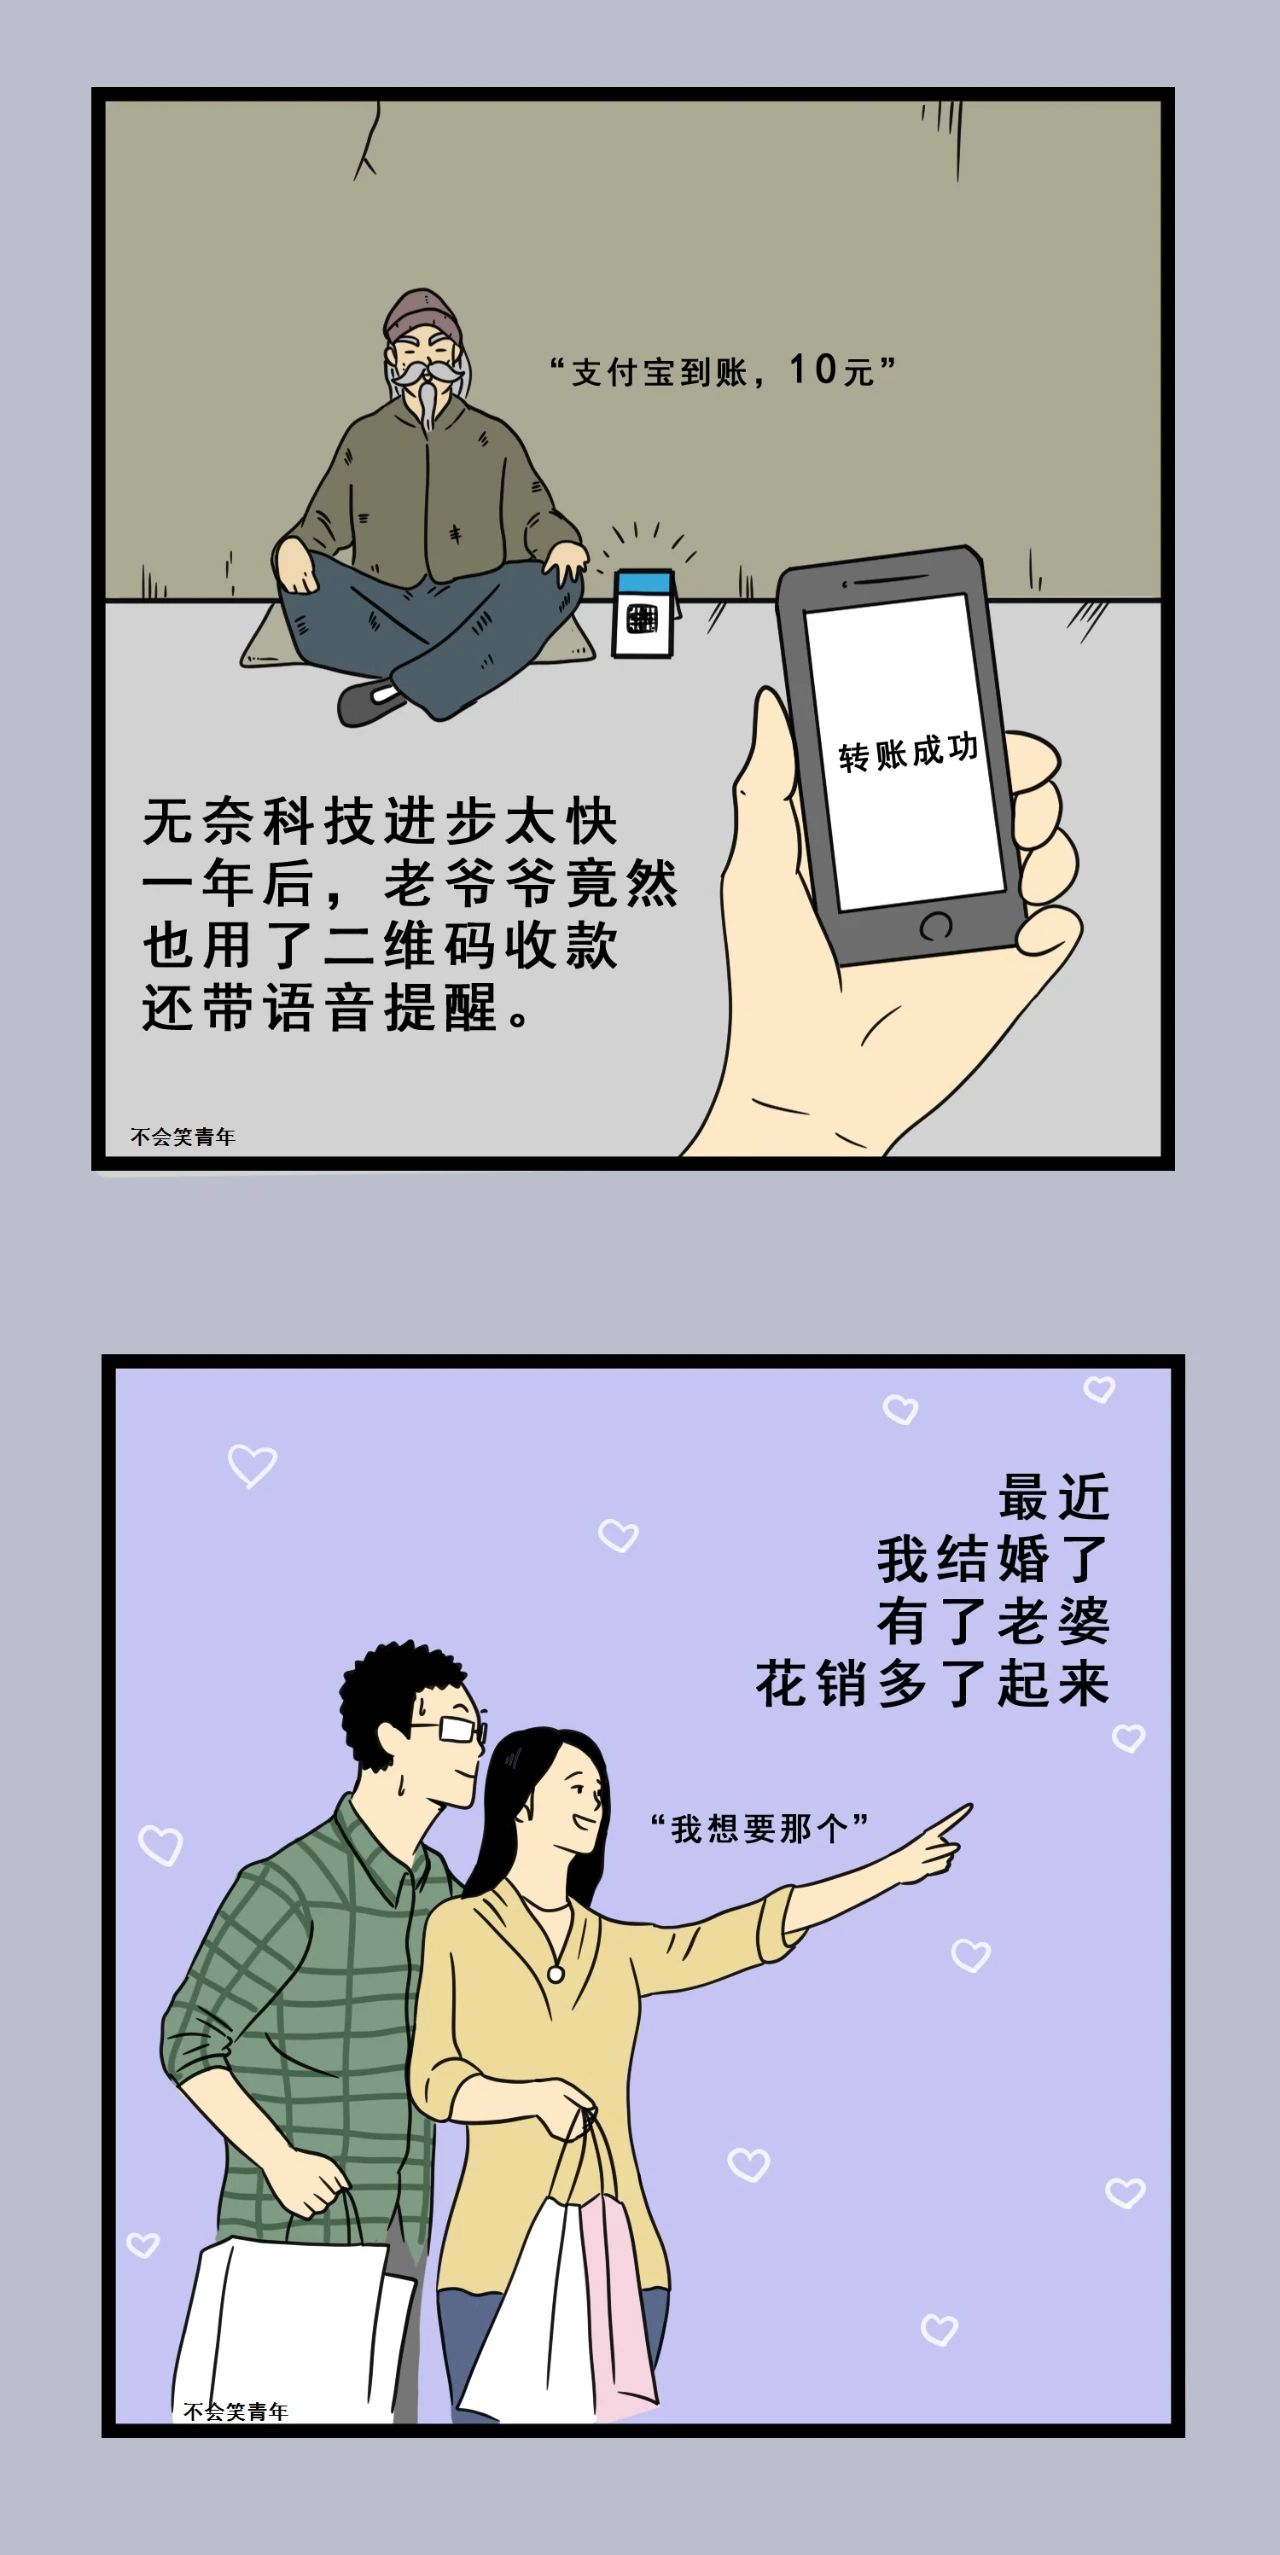 “支付宝到账，10元”
转账成功
无奈科技进步太快
一年后，老爷爷竟然
也用了二维码收款
还带语音提醒。
不会笑青年
最近
我结婚了
有了老婆
花销多了起来
“我想要那个”
不会笑青年